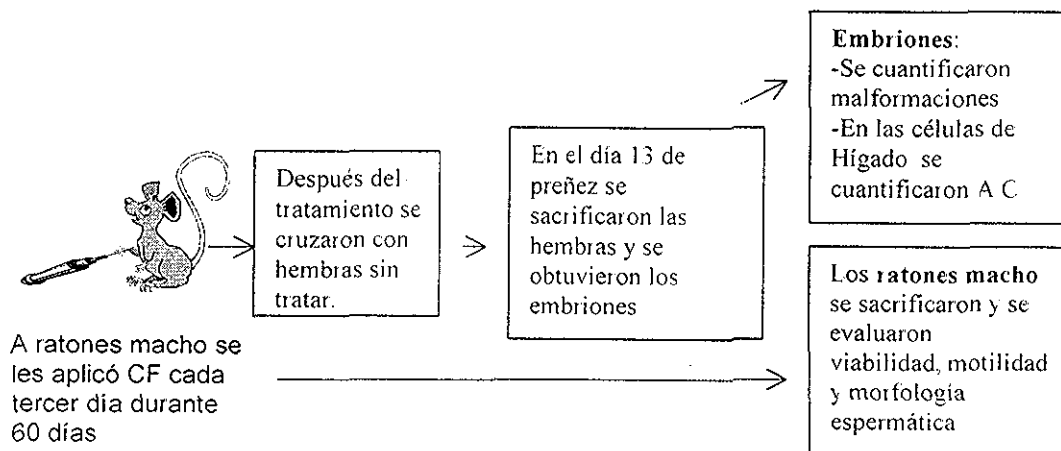 A ratones macho se
les aplicó CF cada
tercer día durante
60 días
Después del
tratamiento se
cruzaron con
hembras sin
tratar.
En el día 13 de
preñez se
sacrificaron las
hembras y se
obtuvieron los
embriones
Embriones:
-Se cuantificaron
malformaciones
-En las células de
Hígado se
cuantificaron A C
Los ratones macho
se sacrificaron y se
evaluaron
viabilidad, motilidad
y morfología
espermática